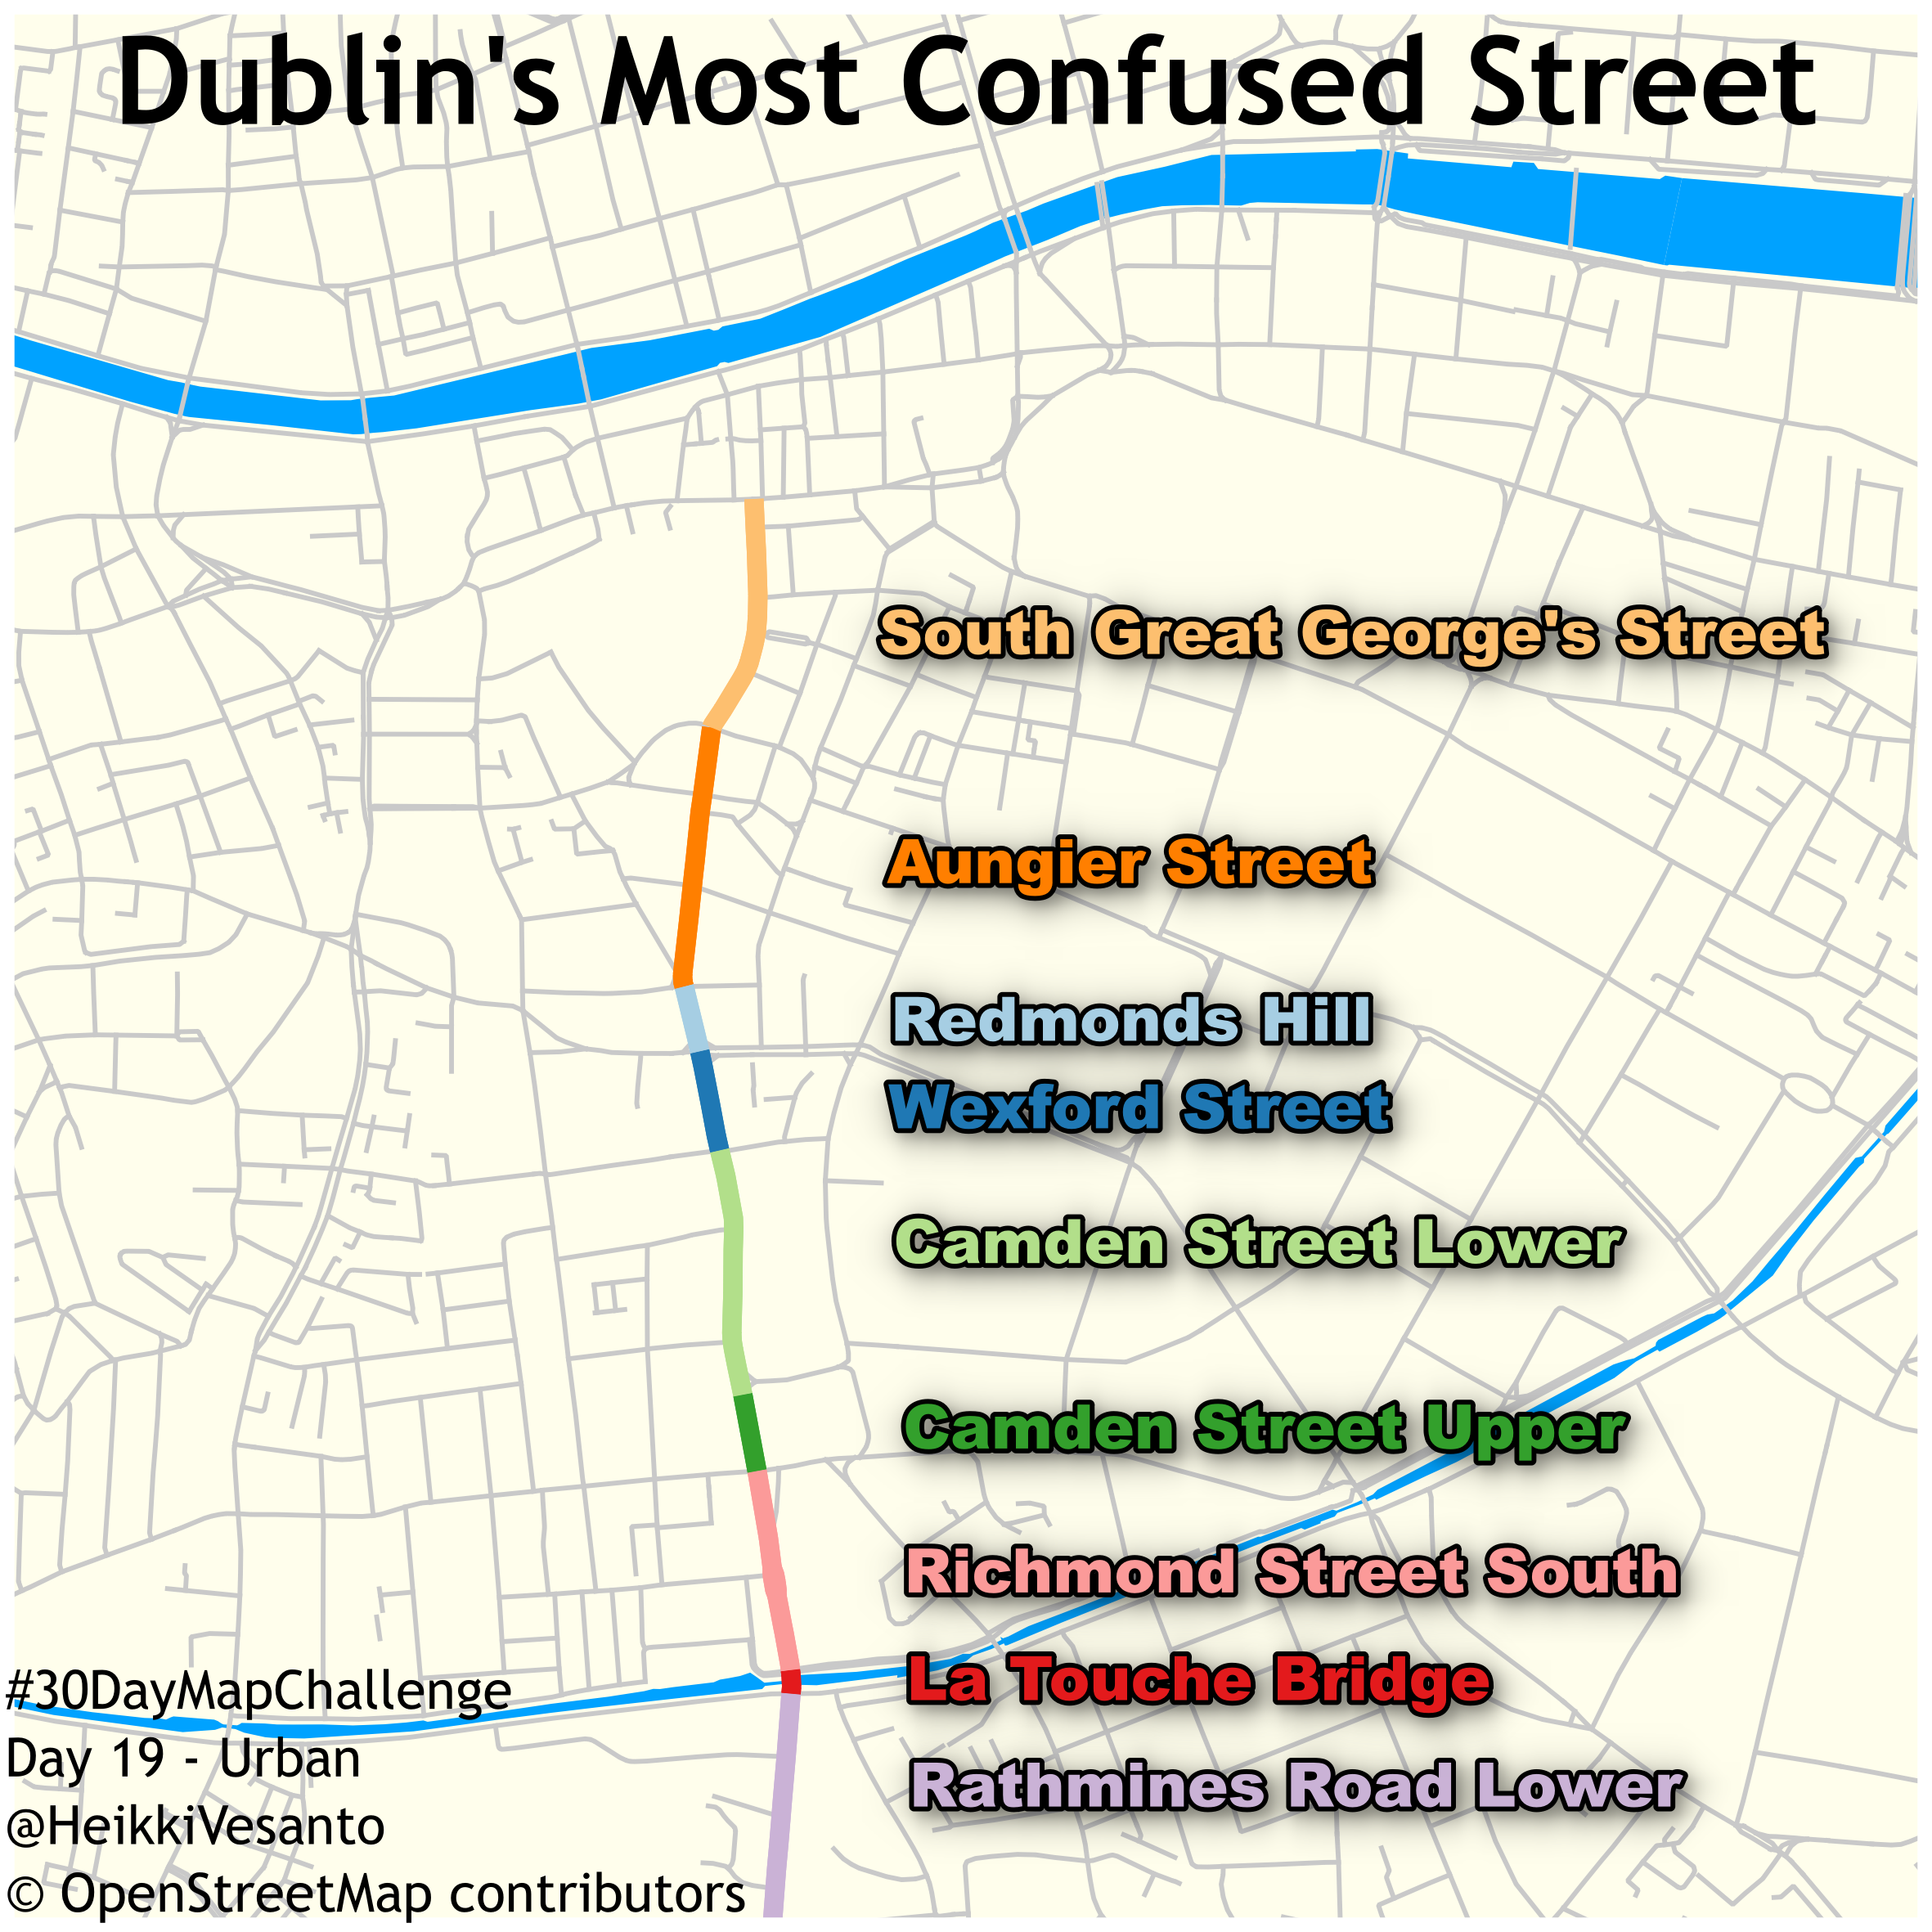 Dublin's Most Confused Street
South Great George's Street
Aungier Street
Redmonds Hill
Wexford Street
Camden Street Lower
Camden Street Upper
Richmond Street South
La Touche Bridge
Rathmines Road Lower
#30DayMapChallenge
Day 19 - Urban
@HeikkiVesanto
© OpenStreetMap contributors